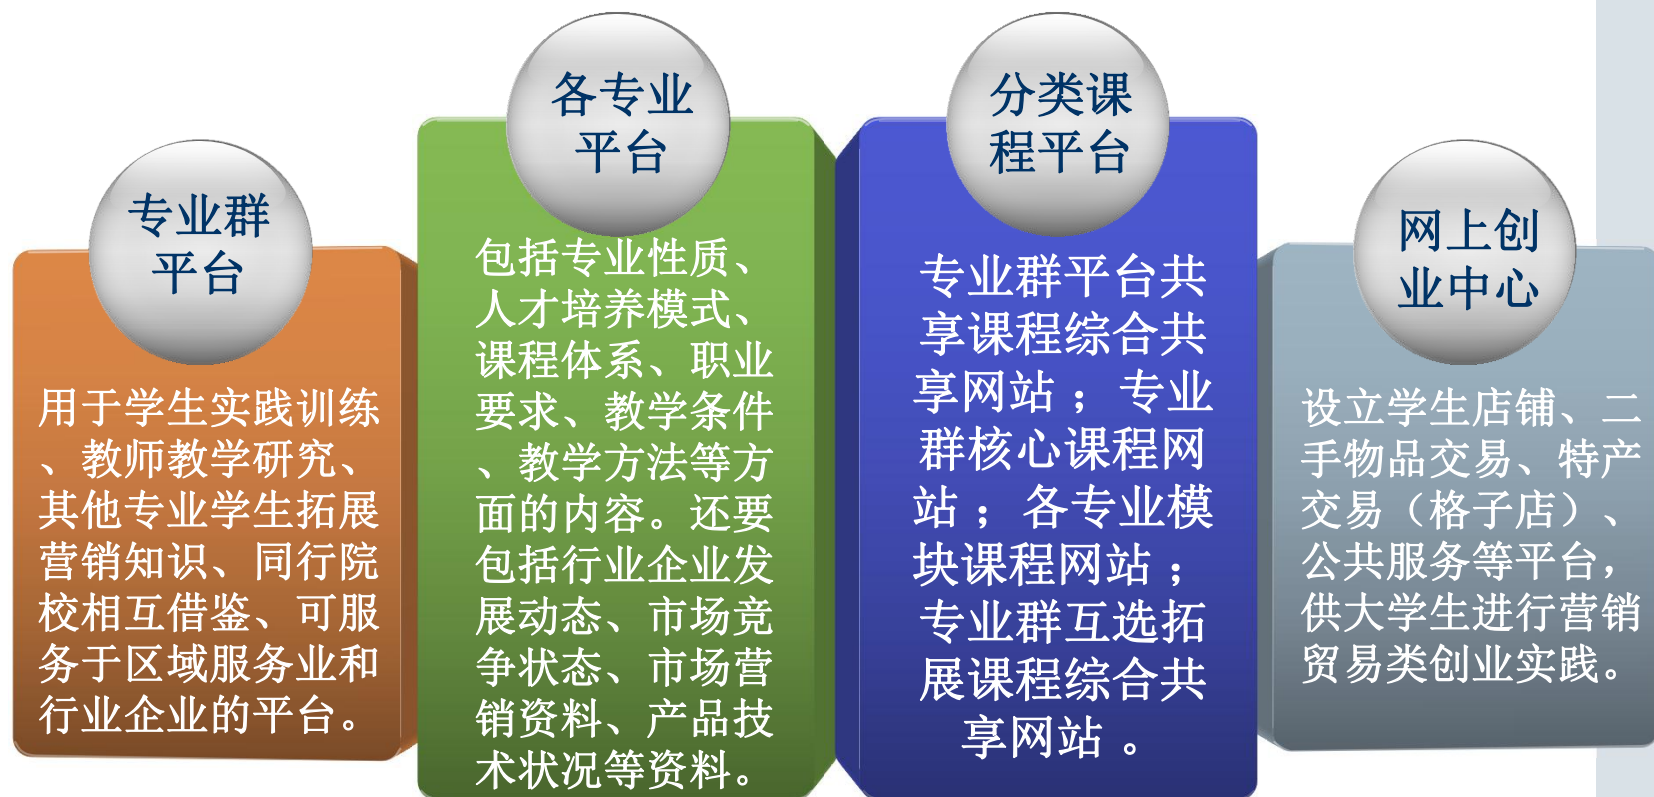 专业群
平台
用于学生实践训练
、教师教学研究、
其他专业学生拓展
营销知识、同行院
校相互借鉴、可服
务于区域服务业和
行业企业的平台。
各专业
平台
包括专业性质、
人才培养模式、
课程体系、职业
要求、教学条件
、教学方法等方
面的内容。还要
包括行业企业发
展动态、市场竞
争状态、市场营
销资料、产品技
术状况等资料。
分类课
程平台
专业群平台共
享课程综合共
享网站；专业
群核心课程网
站；各专业模
块课程网站；
专业群互选拓
展课程综合共
享网站 。
网上创
业中心
设立学生店铺、二
手物品交易、特产
交易（格子店）、
公共服务等平台，
供大学生进行营销
贸易类创业实践。